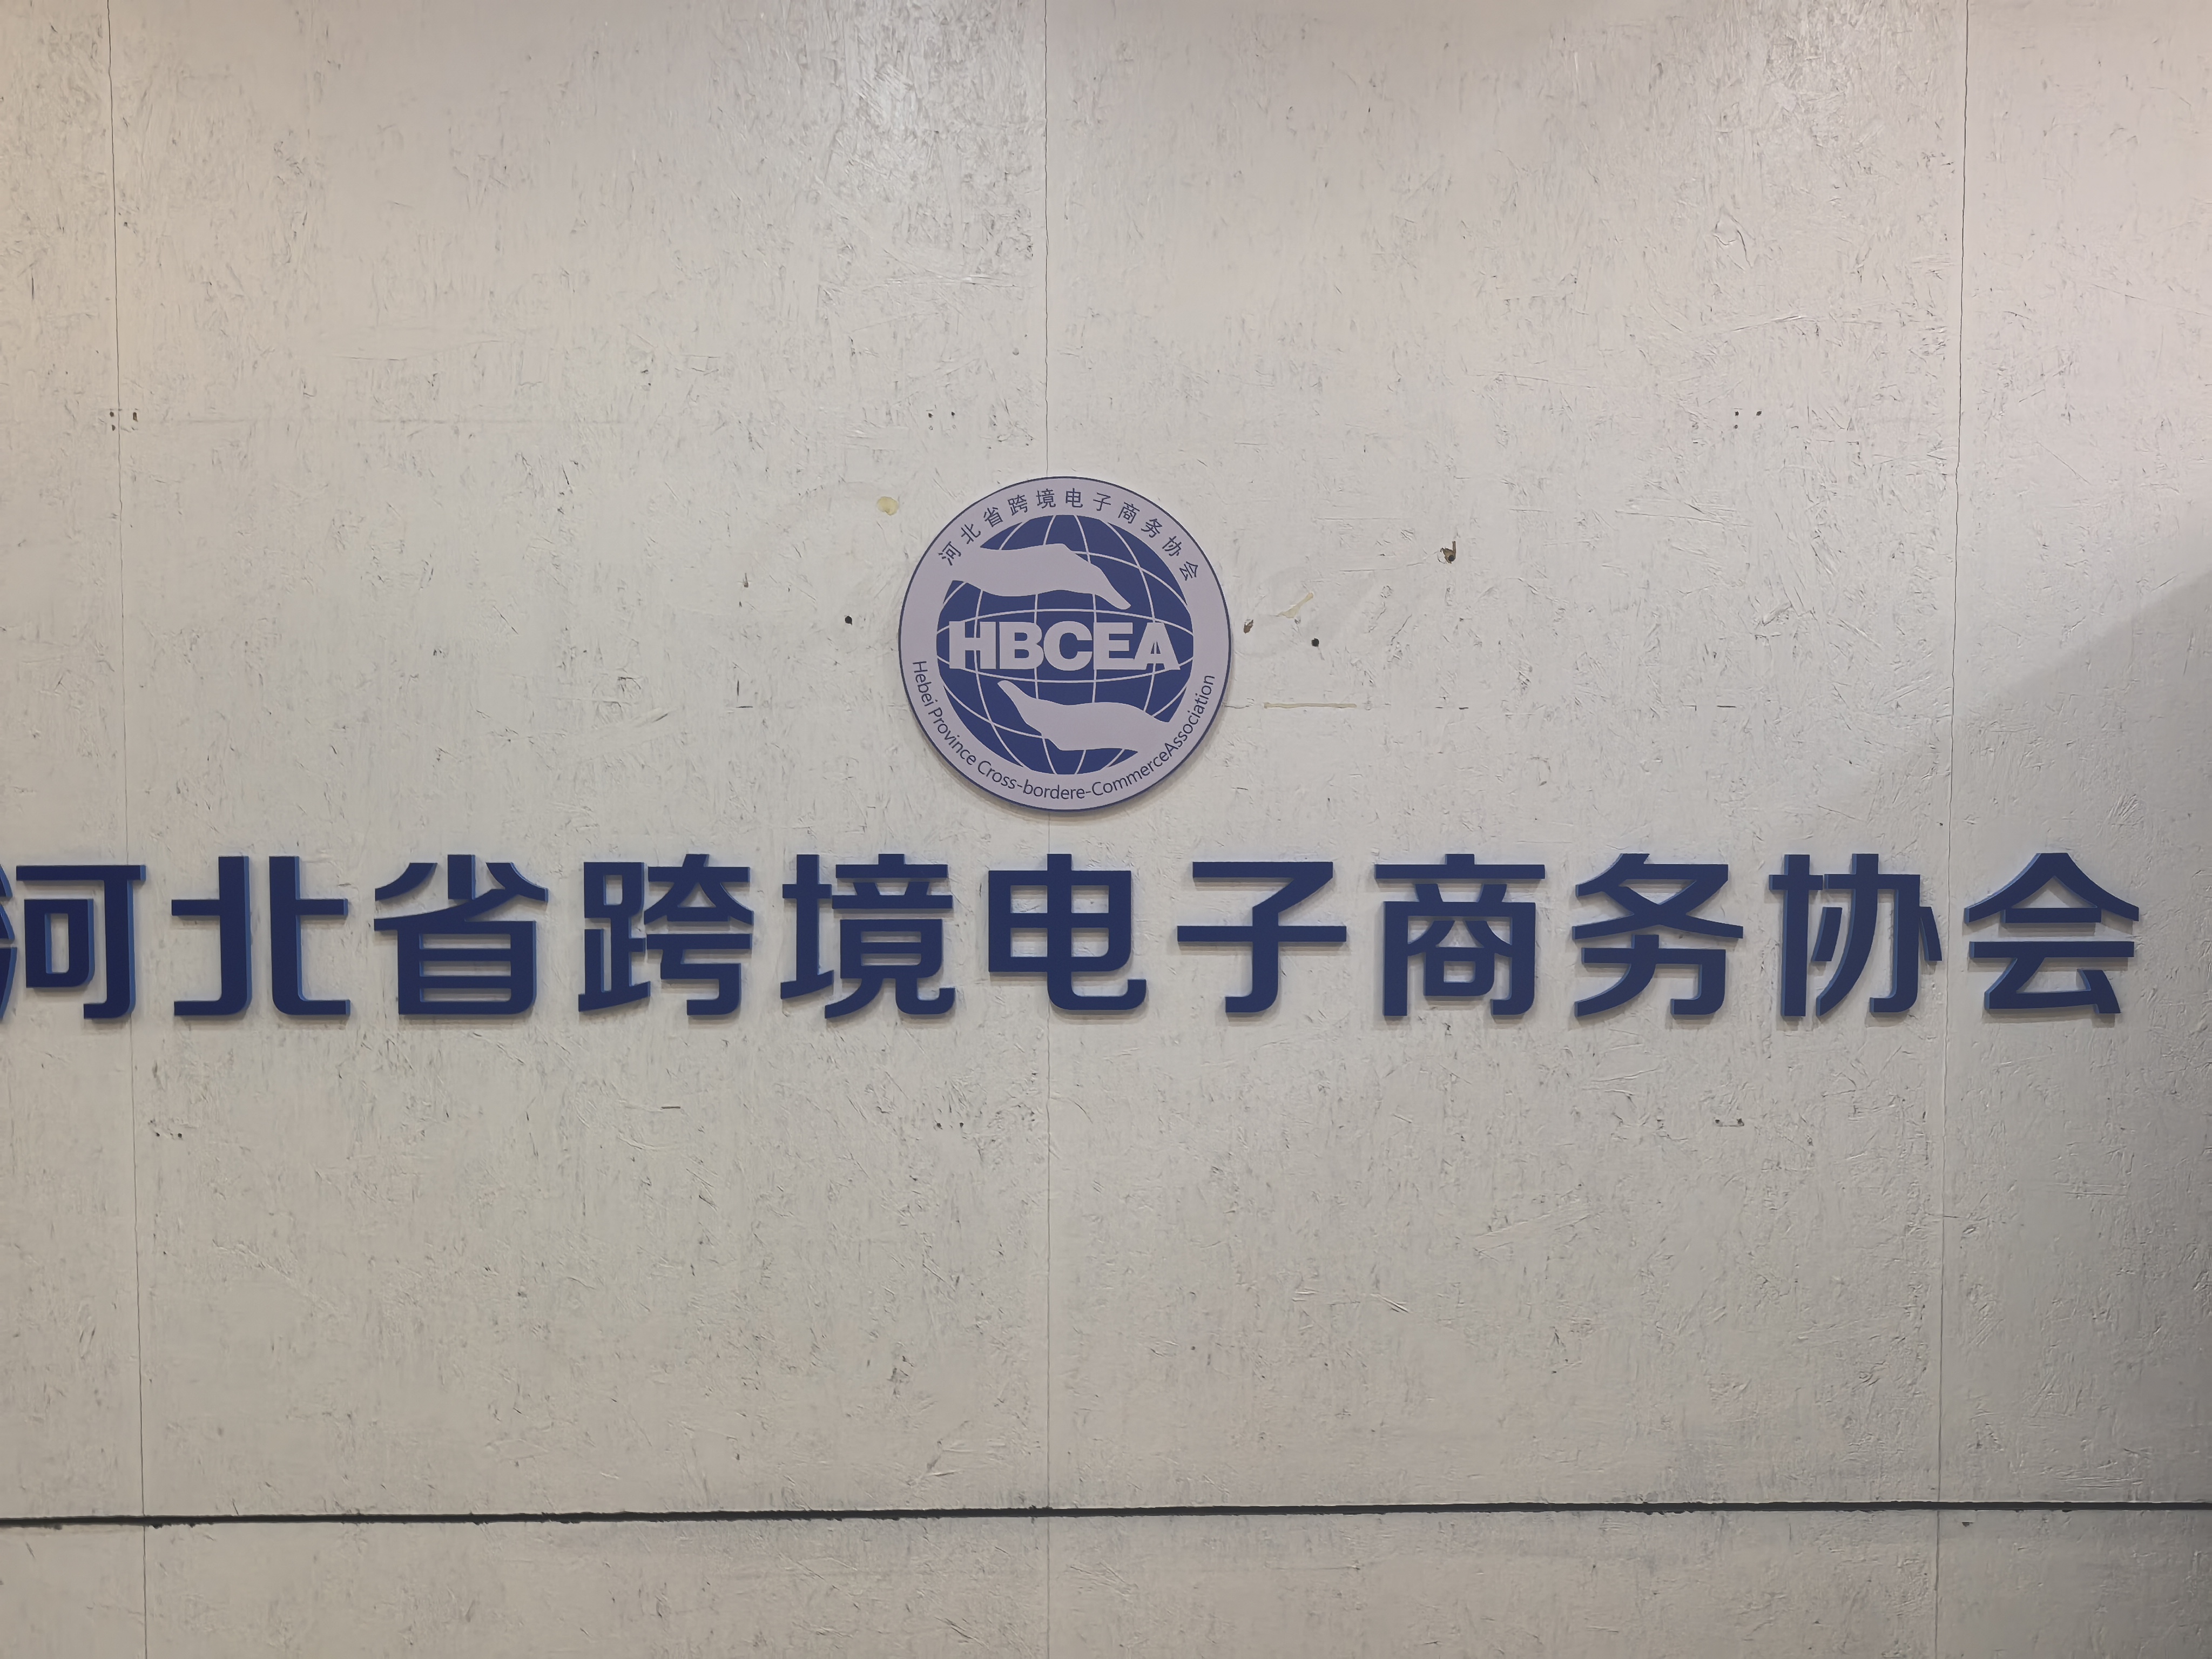 河北省跨境电子商务协会
HBCEA
Hebei Province Cross-bordere-CommerceAssociation
河北省跨境电子商务协会